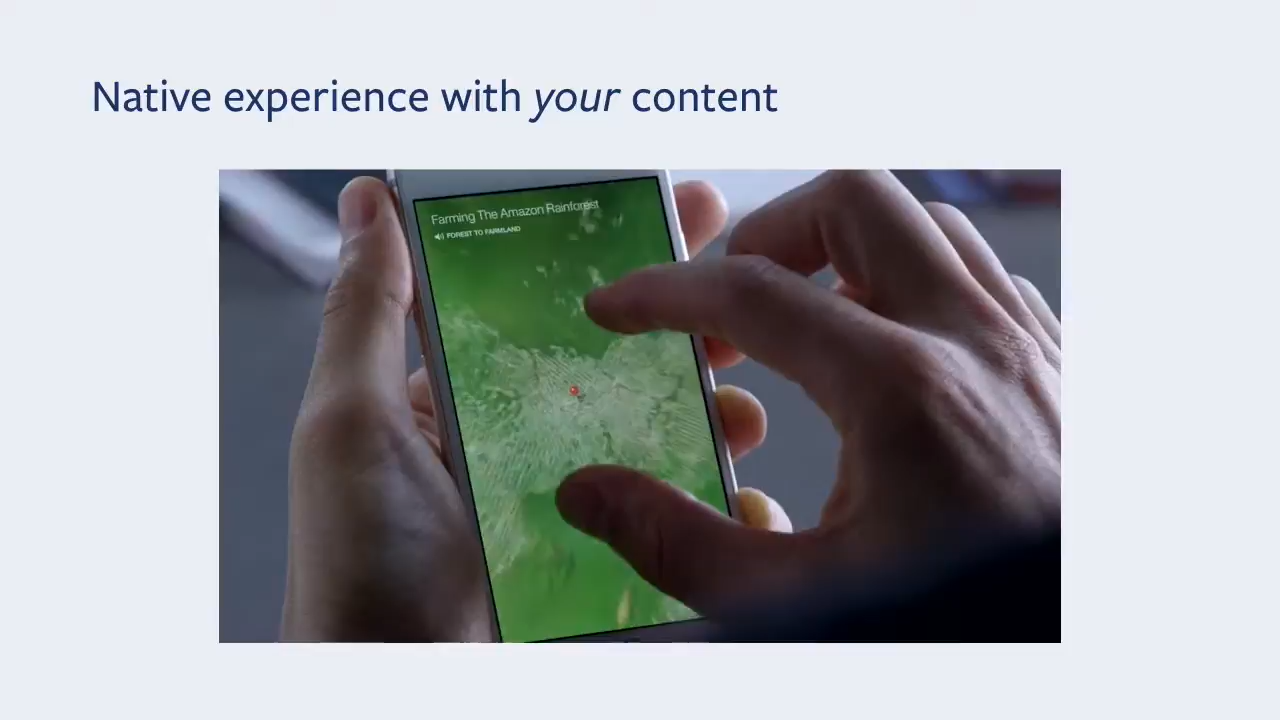 Native experience with your content
Farming The Amazon Rainforest
FOREST TO FARMLAND